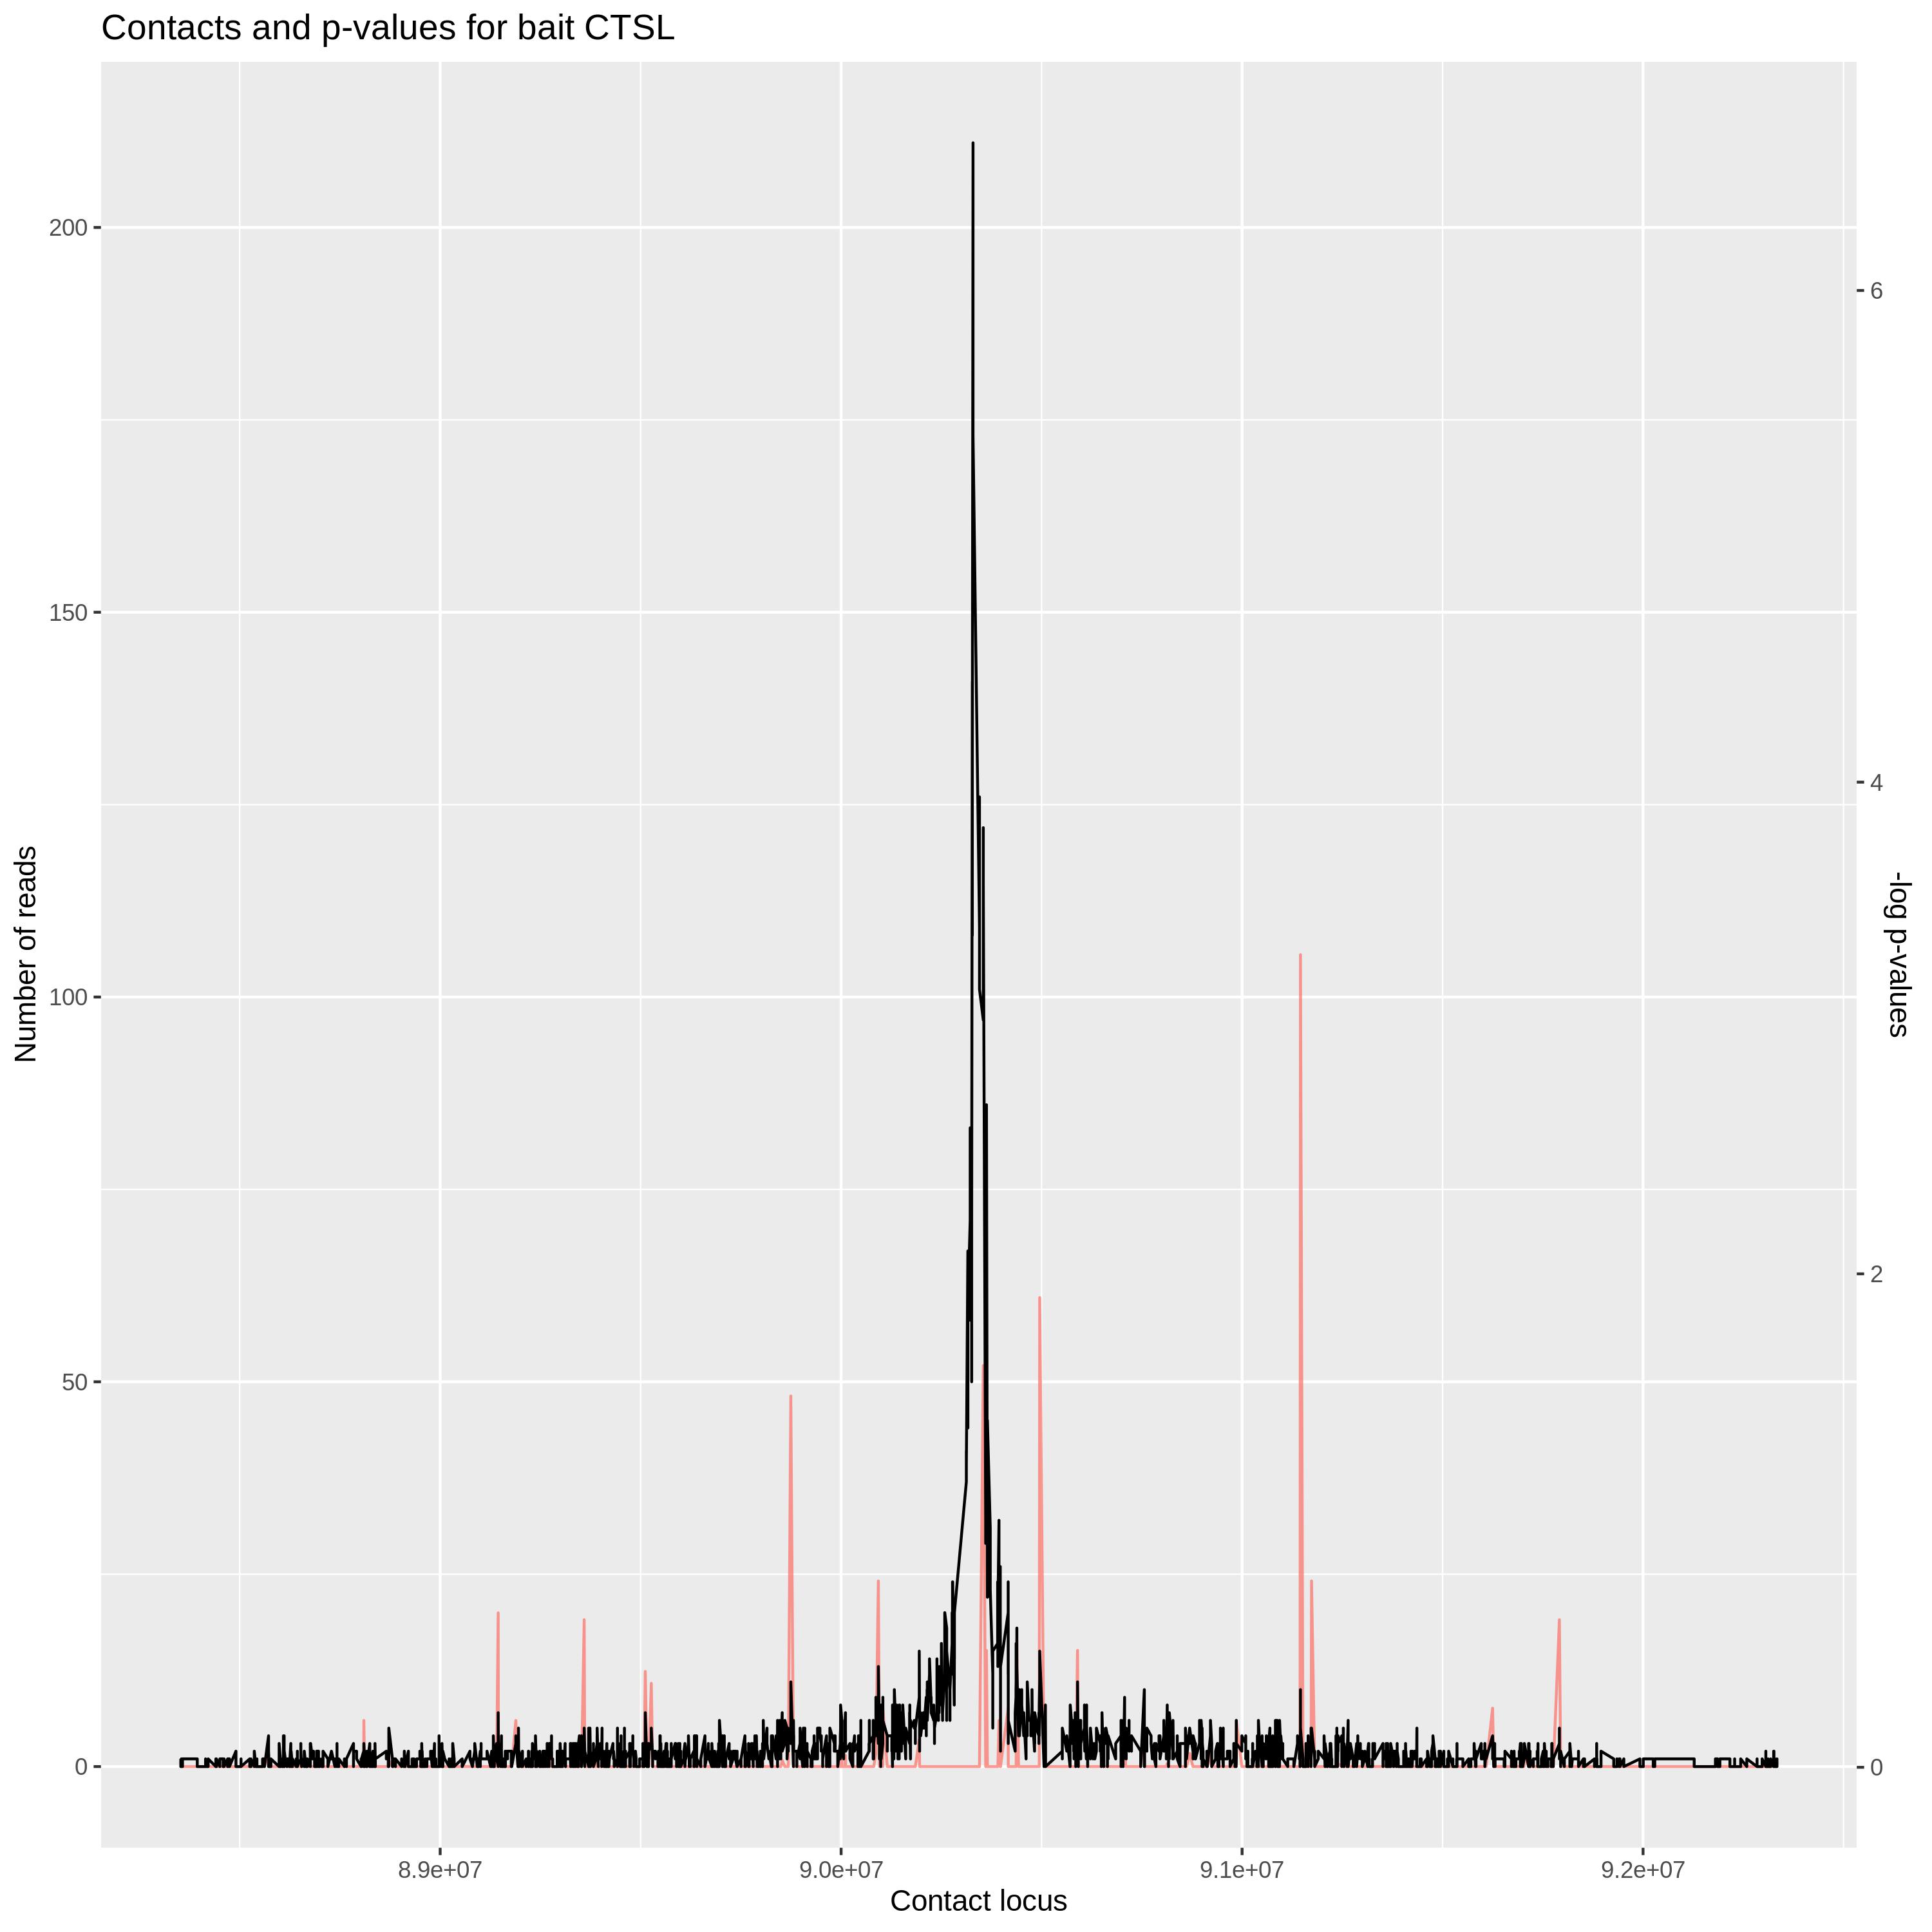 Contacts and p-values for bait CTSL
200
150
100
50
0
6
4
2
0
Number of reads
-log p-values
8.9e+07 9.0e+07 9.1e+07 9.2e+07
Contact locus